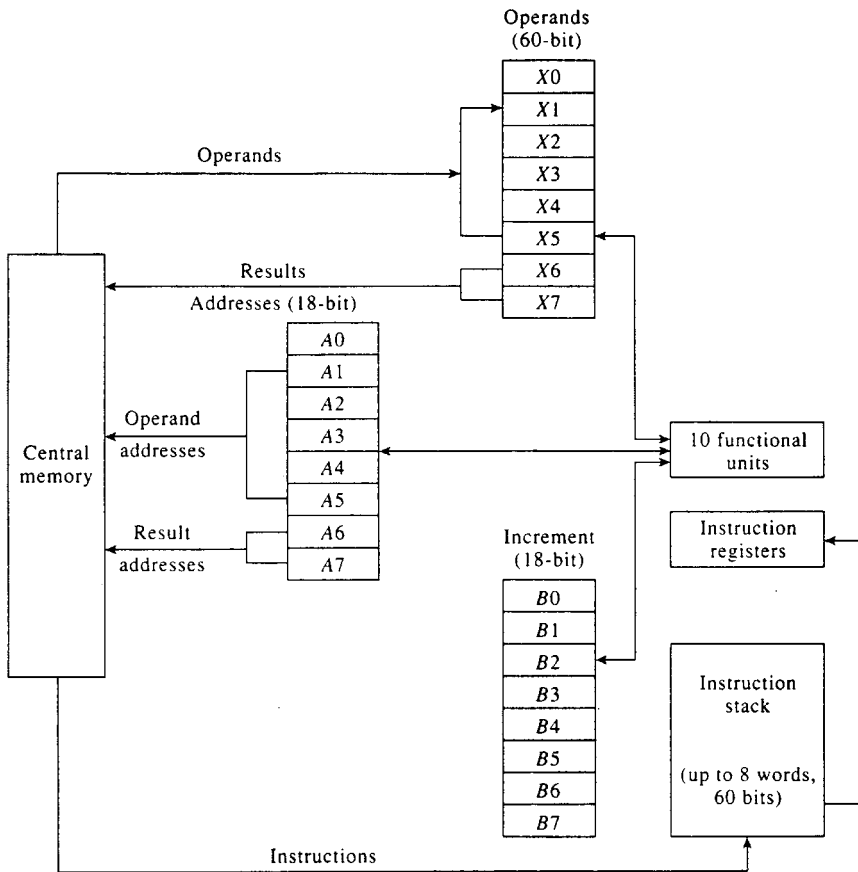 Operands
(60-bit)
X0
X1
X2
X3
X4
X5
X6
X7
Operands
Results
Addresses (18-bit)
A0
A1
A2
A3
A4
A5
A6
A7
Operand
addresses
Central
memory
Result
addresses
10 functional
units
Instruction
registers
Increment
(18-bit)
B0
B1
B2
B3
B4
B5
B6
B7
Instruction
stack
(up to 8 words,
60 bits)
Instructions